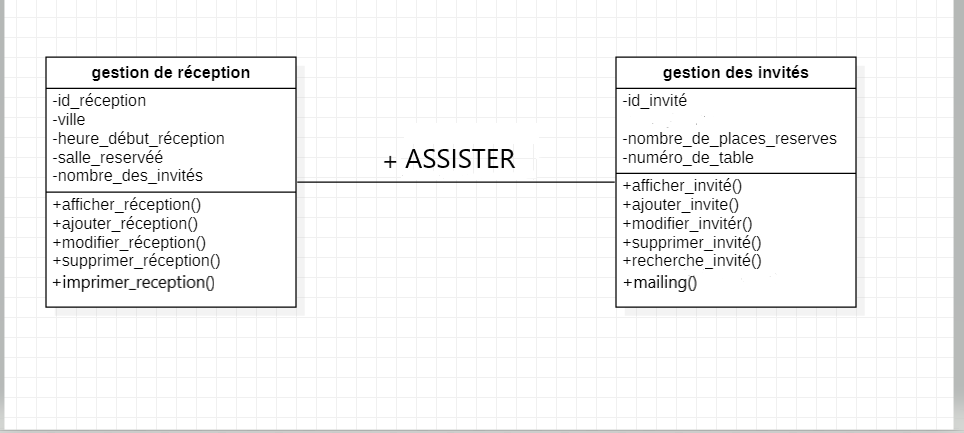 gestion de réception
-id_réception
-ville
-heure_début_réception
-salle_reservéé
-nombre_des_invités
+afficher_réception()
+ajouter_réception()
+modifier_réception()
+supprimer_réception()
+imprimer_reception()
+ ASSISTER
gestion des invités
-id_invité
-nombre_de_places_reserves
-numéro_de_table
+afficher_invité()
+ajouter_invite()
+modifier_invitér()
+supprimer_invité()
+recherche_invité()
+mailing()